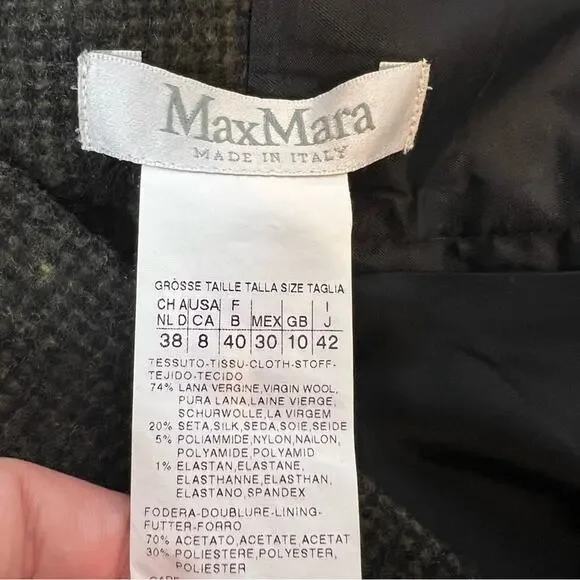 MaxMara
MADE IN ITALY
GRÖSSE TAILLE TALLA SIZE TAGLIA
CH A USA F I
NL D CA B MEX GB J
38 8 40 30 10 42
TESSUTO-TISSU-CLOTH-STOFF-
TEJIDO-TECIDO
74% LANA VERGINE,VIRGIN WOOL,
PURA LANA,LAINE VIERGE,
SCHURWOLLE,LA VIRGEM
20% SETA,SILK,SEDA,SOIE,SEIDE
5% POLIAMMIDE,NYLON,NAILON,
POLYAMIDE,POLYAMID
1% ELASTAN,ELASTANE,
ELASTHANNE,ELASTHAN,
ELASTANO,SPANDEX
FODERA-DOUBLURE-LINING-
FUTTER-FORRO
70% ACETATO,ACETATE,ACETAT
30% POLIESTERE,POLYESTER,
POLIESTER